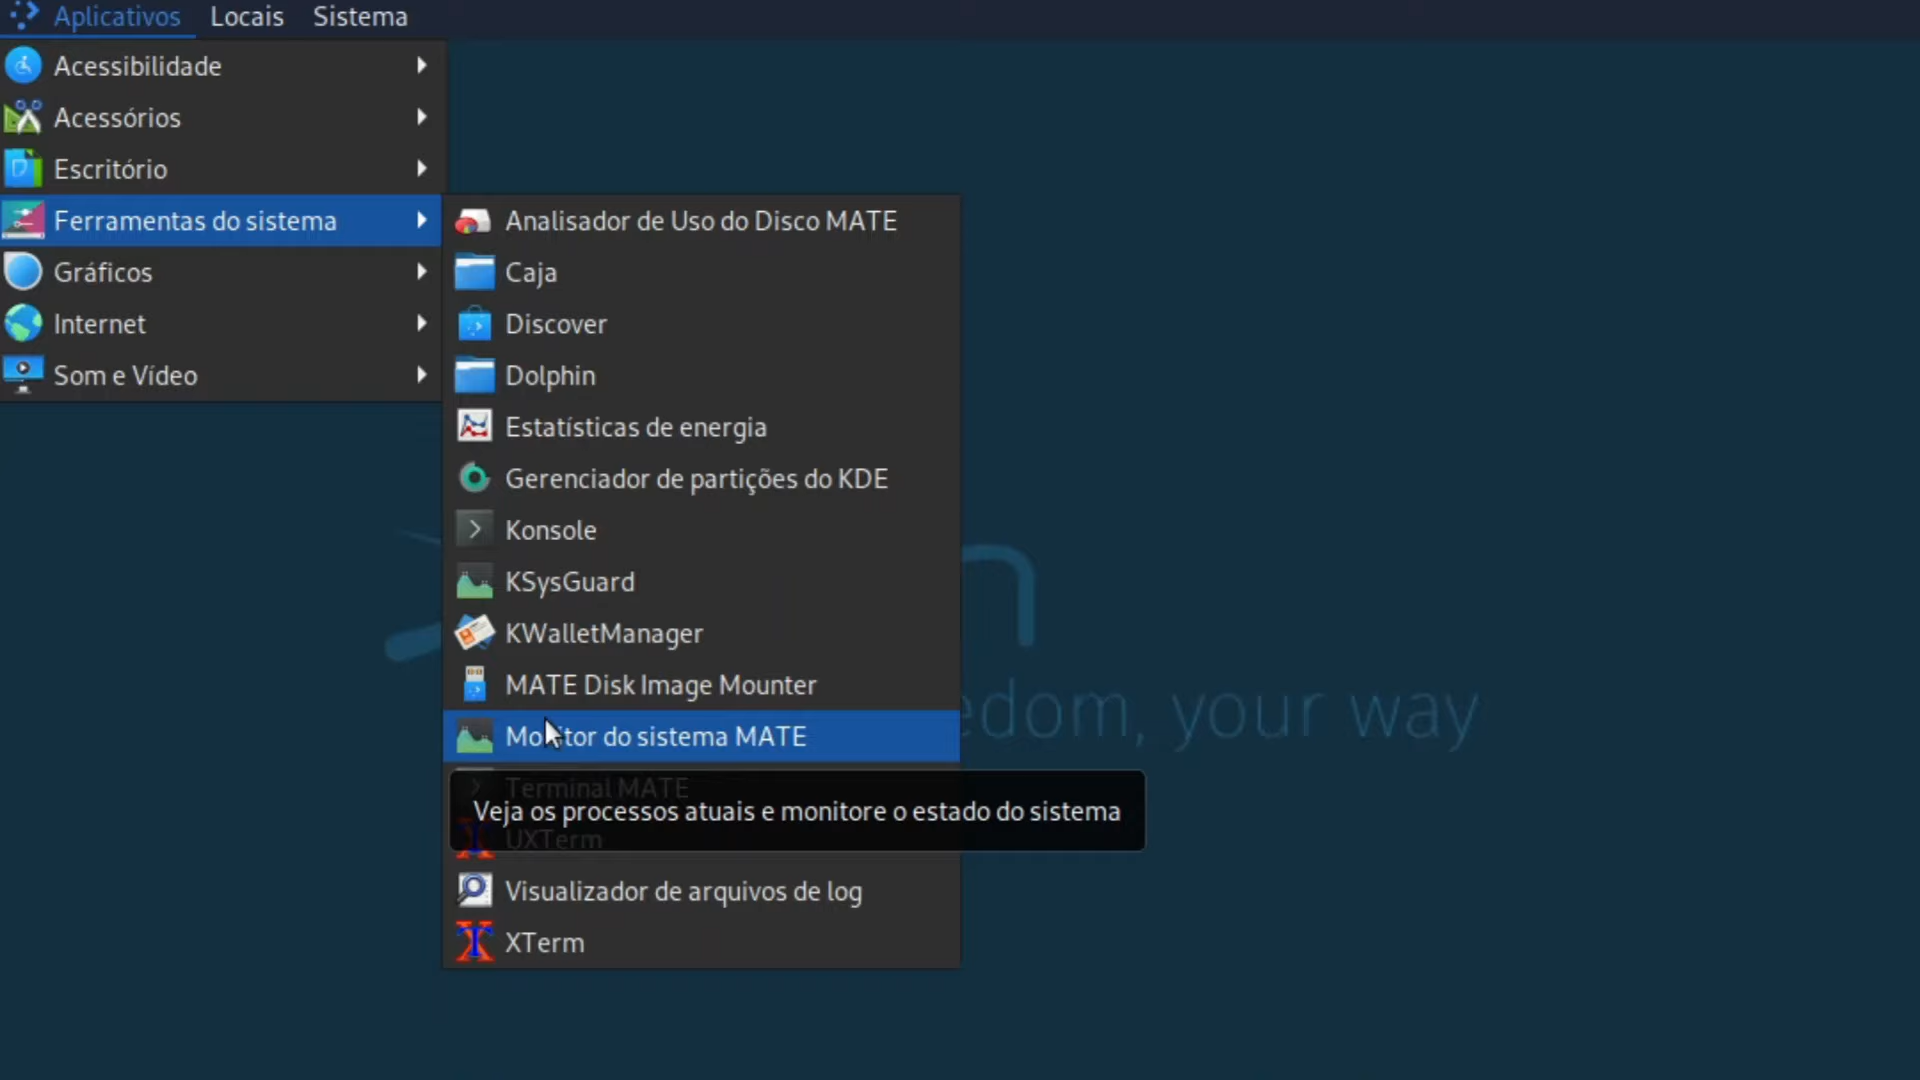 Aplicativos Locais Sistema
Acessibilidade
Acessórios
Escritório
Ferramentas do sistema
Gráficos
Internet
Som e Vídeo
Analisador de Uso do Disco MATE
Caja
Discover
Dolphin
Estatísticas de energia
Gerenciador de partições do KDE
Konsole
KSysGuard
KWalletManager
MATE Disk Image Mounter
Monitor do sistema MATE
Terminal MATE
Veja os processos atuais e monitore o estado do sistema
UXTerm
Visualizador de arquivos de log
XTerm
your way